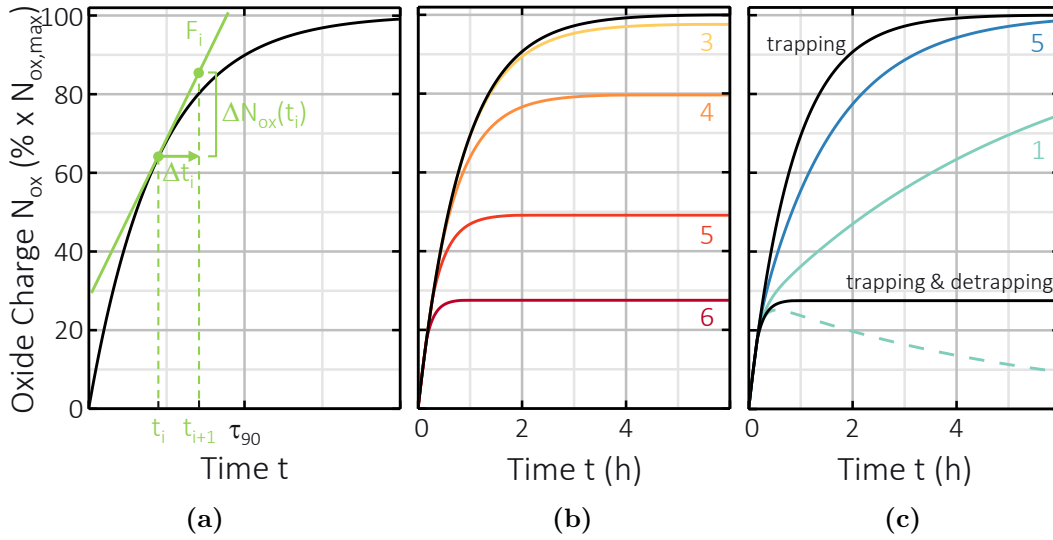 Oxide Charge N_ox (% x N_ox,max)
100
80
60
40
20
0
F_i
ΔN_ox(t_i)
Δt_i
t_i t_i+1 τ_90
Time t
(a)
3
4
5
6
0 2 4
Time t (h)
(b)
trapping
5
1
trapping & detrapping
0 2 4
Time t (h)
(c)